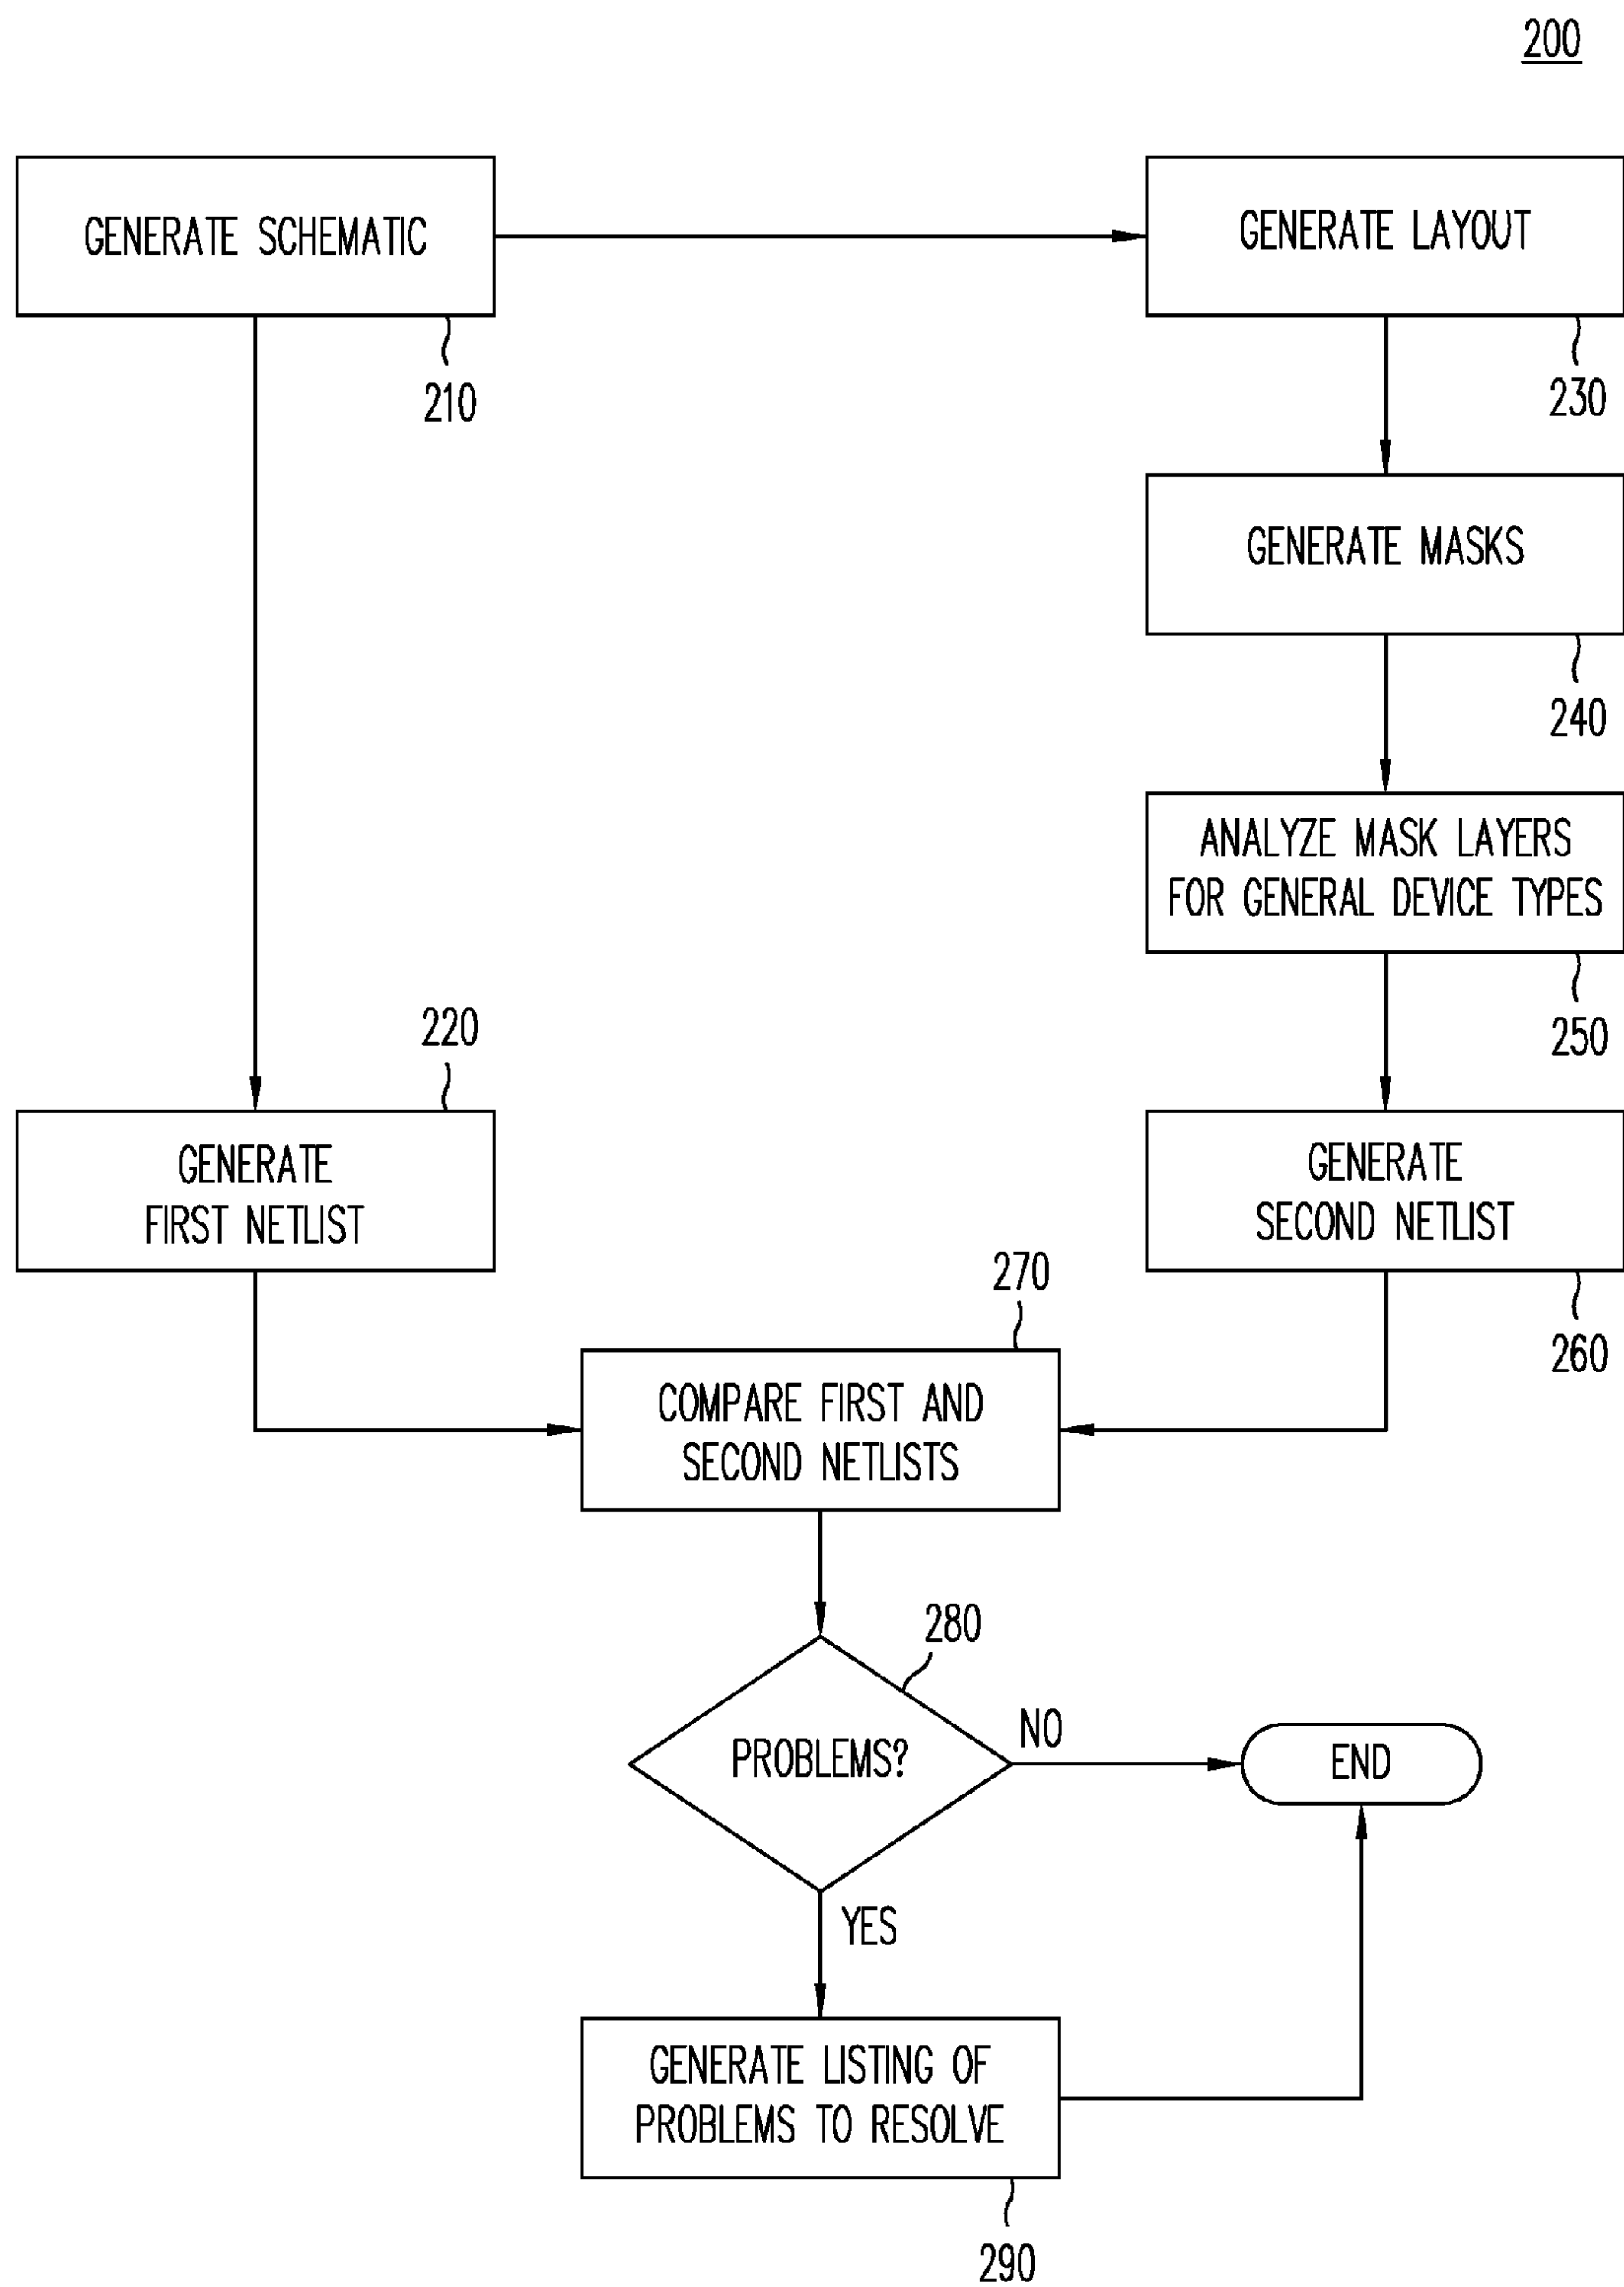 200
GENERATE SCHEMATIC
210
GENERATE LAYOUT
230
GENERATE MASKS
240
ANALYZE MASK LAYERS
FOR GENERAL DEVICE TYPES
250
220
GENERATE
FIRST NETLIST
GENERATE
SECOND NETLIST
260
270
COMPARE FIRST AND
SECOND NETLISTS
280
PROBLEMS?
NO
END
YES
GENERATE LISTING OF
PROBLEMS TO RESOLVE
290